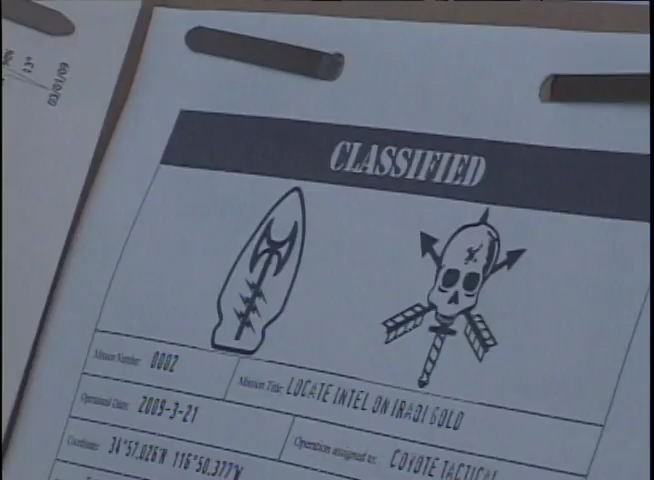 03/01/09
CLASSIFIED
Mission Number: 0002
Mission Title: LOCATE INTEL ON IRAQI GOLD
Operational Dates: 2009-3-21
Operation assigned to: COYOTE TACTICAL
Coordinates: 34°57.026'N 116°50.377'W